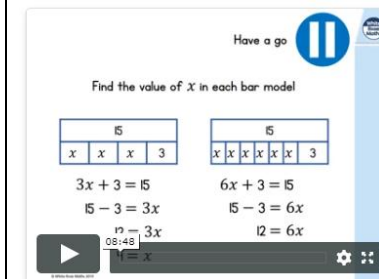 Have a go
Find the value of x in each bar model
15
x x x 3
15
x x x x x x 3
3x + 3 = 15
15 − 3 = 3x
= 3x
= x
6x + 3 = 15
15 − 3 = 6x
12 = 6x
08:48